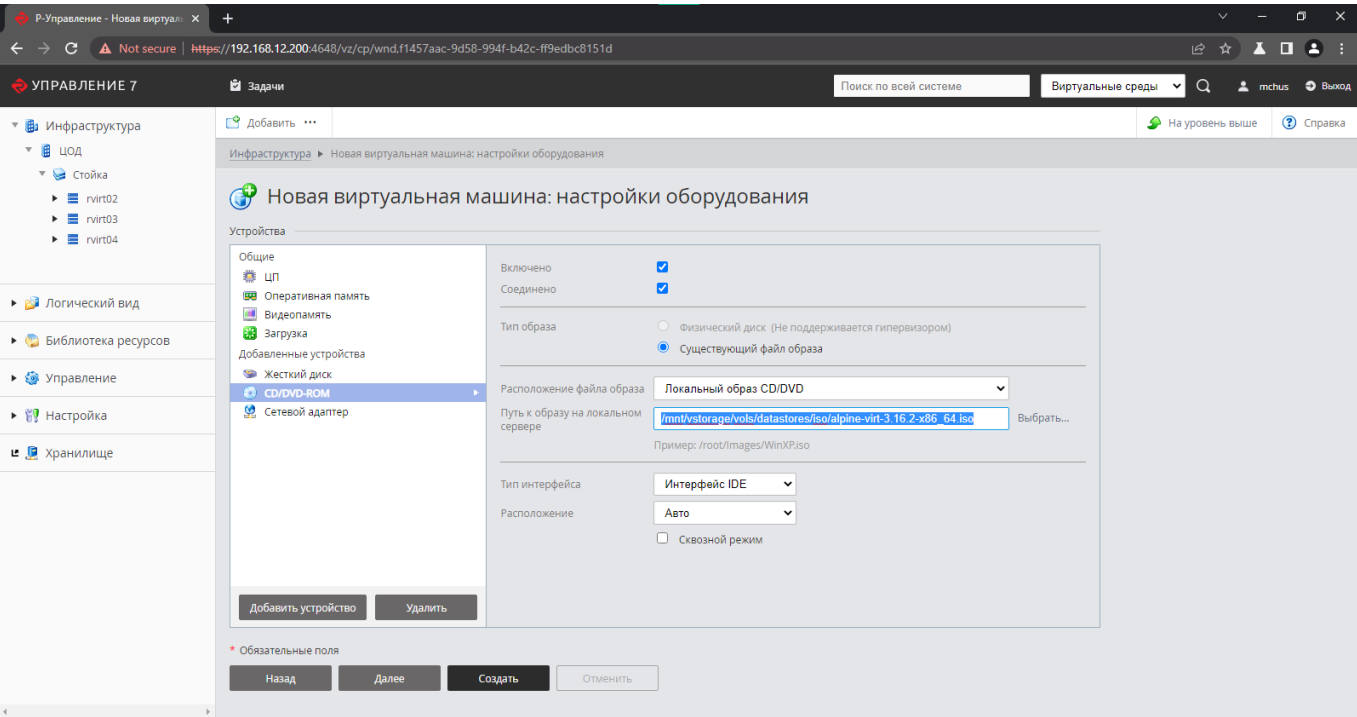 Р-Управление - Новая виртуаль
Not secure | https://192.168.12.200:4648/vz/cp/wnd,f1457aac-9d58-994f-b42c-ff9edbc8151d
УПРАВЛЕНИЕ 7
Задачи
Поиск по всей системе
Виртуальные среды
mchus
Выход
Инфраструктура
ЦОД
Стойка
rvirt02
rvirt03
rvirt04
Логический вид
Библиотека ресурсов
Управление
Настройка
Хранилище
Добавить ···
На уровень выше
Справка
Инфраструктура ▸ Новая виртуальная машина: настройки оборудования
Новая виртуальная машина: настройки оборудования
Устройства
Общие
ЦП
Оперативная память
Видеопамять
Загрузка
Добавленные устройства
Жесткий диск
CD/DVD-ROM
Сетевой адаптер
Добавить устройство
Удалить
Включено
Соединено
Тип образа
Физический диск (Не поддерживается гипервизором)
Существующий файл образа
Расположение файла образа
Локальный образ CD/DVD
Путь к образу на локальном
сервере
/mnt/vstorage/vols/datastores/iso/alpine-virt-3.16.2-x86_64.iso
Выбрать...
Пример: /root/Images/WinXP.iso
Тип интерфейса
Интерфейс IDE
Расположение
Авто
Сквозной режим
* Обязательные поля
Назад
Далее
Создать
Отменить